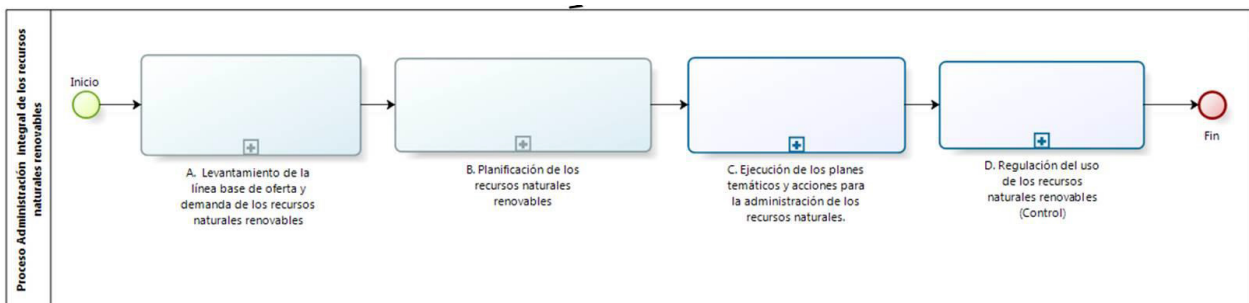 Proceso Administración  integral de los recursos
naturales renovables
Inicio
A.  Levantamiento de la
línea base de oferta y
demanda de los recursos
naturales renovables
B. Planificación de los
recursos naturales
renovables
C. Ejecución de los planes
temáticos y acciones para
la administración de los
recursos naturales.
D. Regulación del uso
de los recursos
naturales renovables
(Control)
Fin